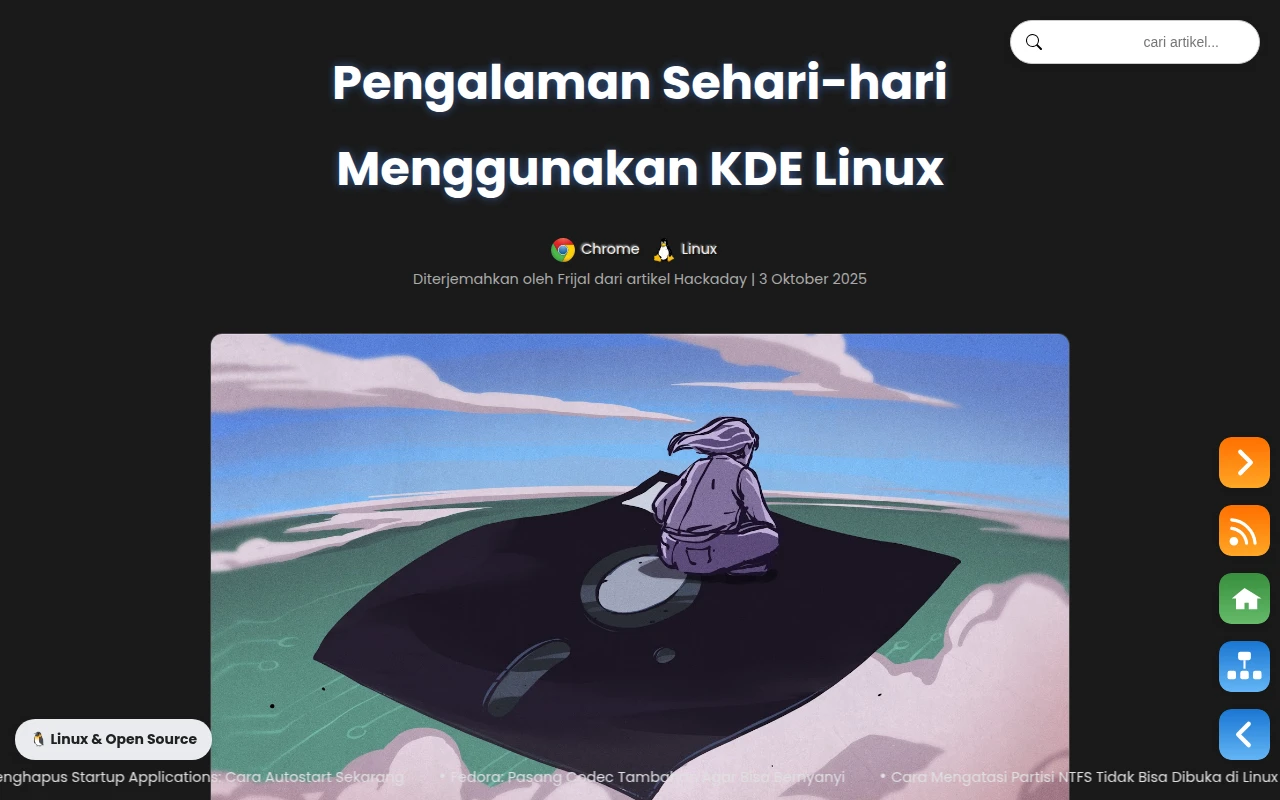 cari artikel...
Pengalaman Sehari-hari
Menggunakan KDE Linux
Chrome Linux
Diterjemahkan oleh Frijal dari artikel Hackaday | 3 Oktober 2025
Linux & Open Source
Startup Applications: Cara Autostart Sekarang • Fedora: Pasang Codec Tambahan Agar Bisa Bernyanyi • Cara Mengatasi Partisi NTFS Tidak Bisa Dibuka di Linux